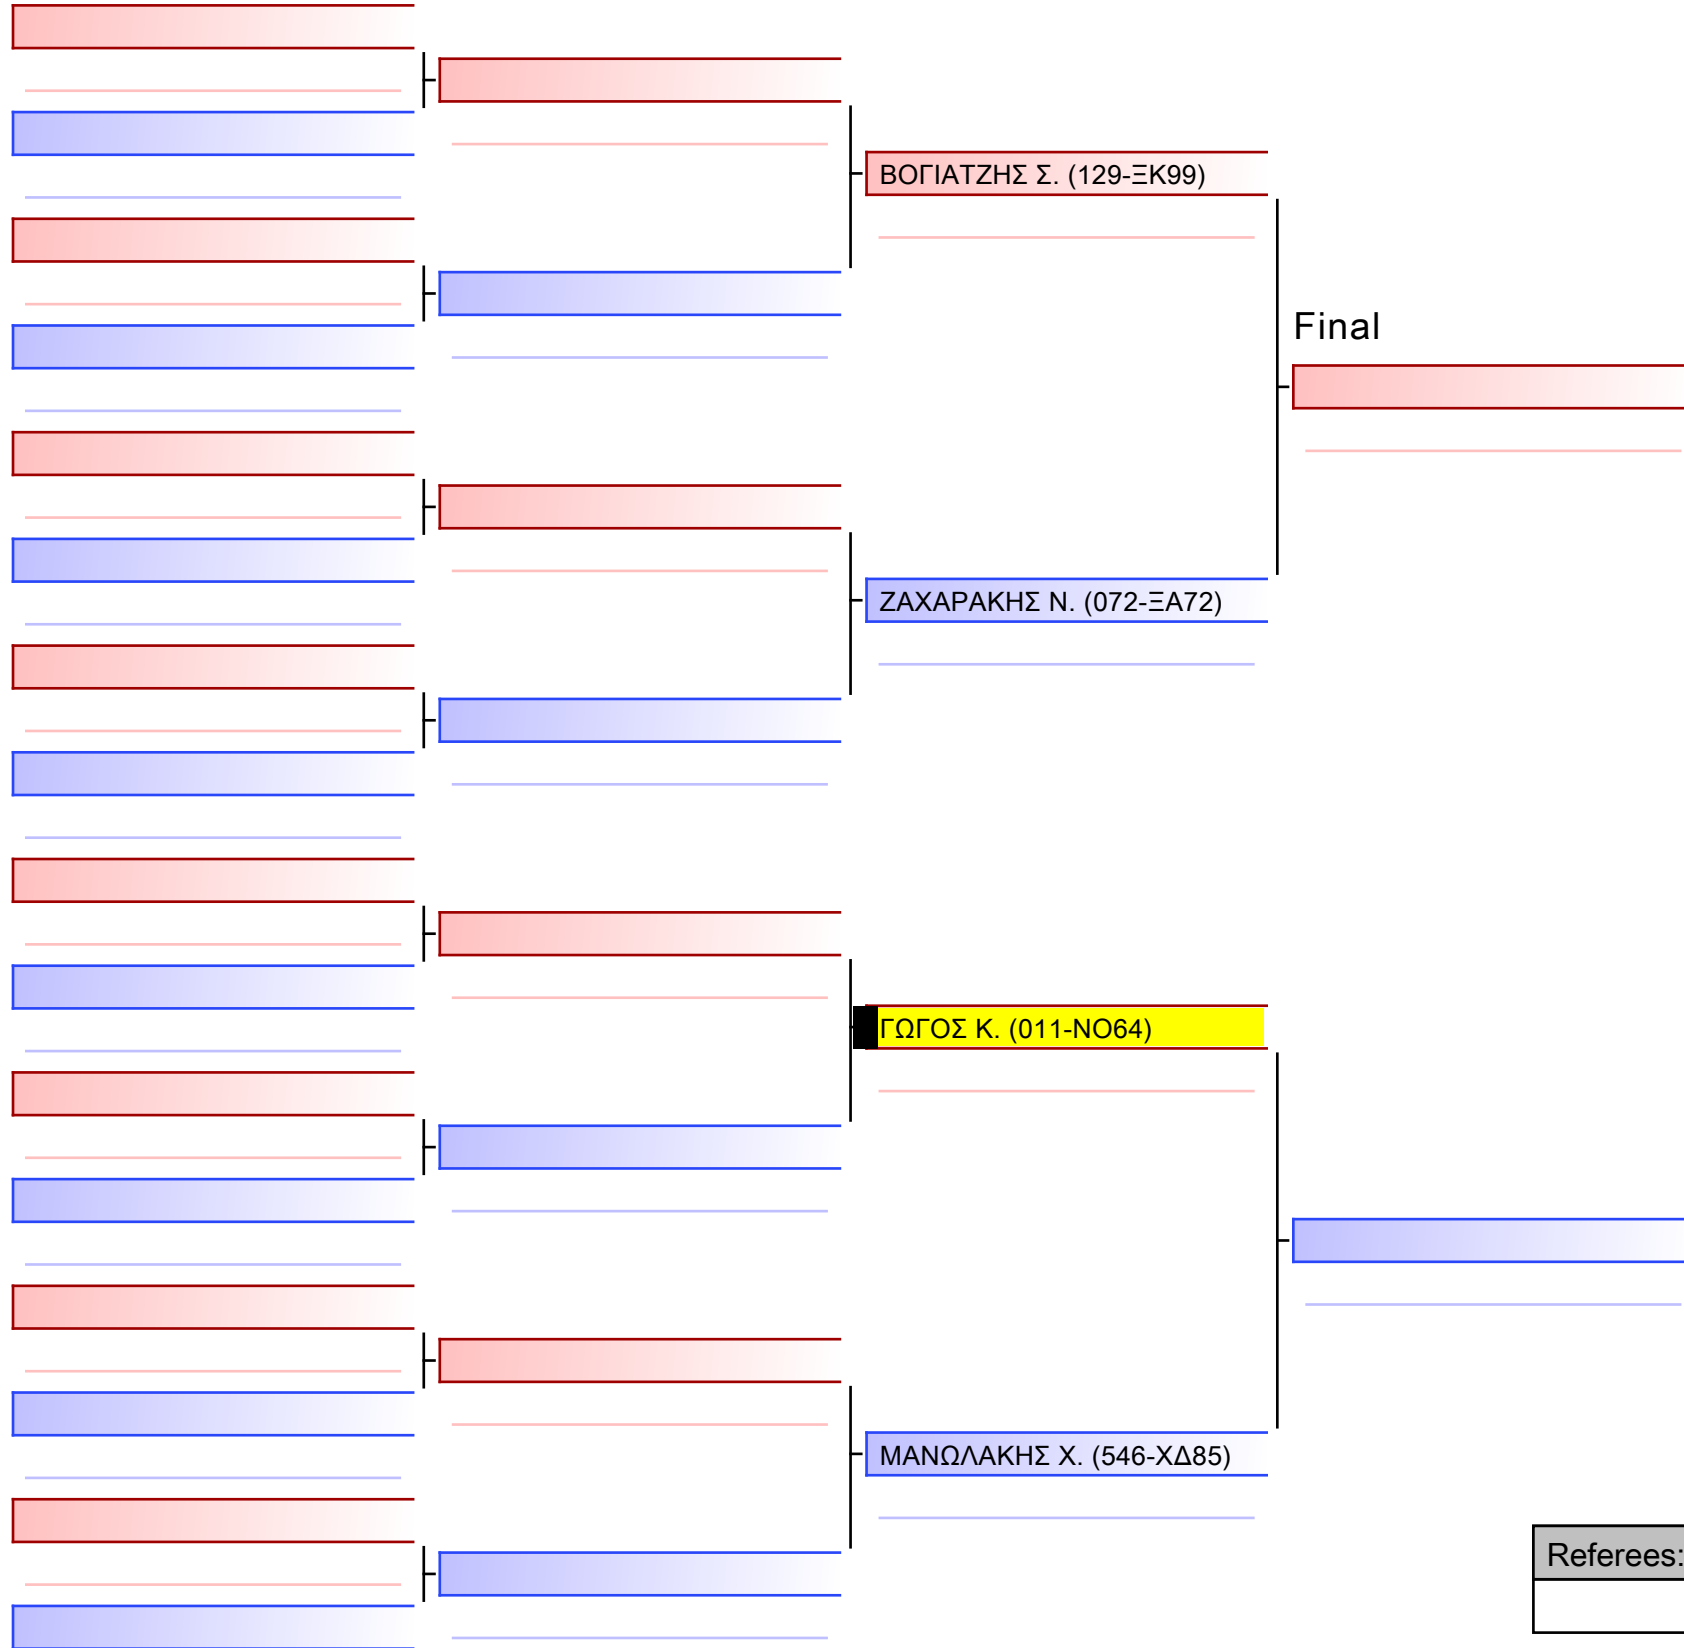 ΒΟΓΙΑΤΖΗΣ Σ. (129-ΞΚ99)
Final
ΖΑΧΑΡΑΚΗΣ Ν. (072-ΞΑ72)
ΓΩΓΟΣ Κ. (011-ΝΟ64)
ΜΑΝΩΛΑΚΗΣ Χ. (546-ΧΔ85)
Referees: